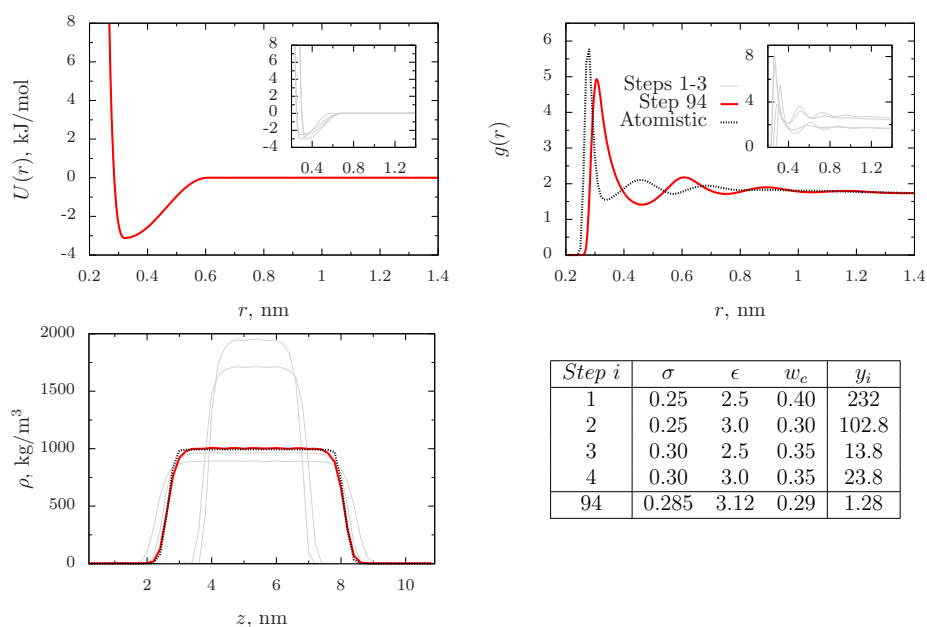 U(r), kJ/mol
8
6
4
2
0
-2
-4
0.2 0.4 0.6 0.8 1 1.2 1.4
r, nm
8
6
4
2
0
-2
-4
0.4 0.8 1.2
g(r)
6
5
4
3
2
1
0
0.2 0.4 0.6 0.8 1 1.2 1.4
r, nm
Steps 1-3
Step 94
Atomistic
8
4
0
0.4 0.8 1.2
ρ, kg/m³
2000
1500
1000
500
0
2 4 6 8 10
z, nm
Step i σ ϵ w_c y_i
1 0.25 2.5 0.40 232
2 0.25 3.0 0.30 102.8
3 0.30 2.5 0.35 13.8
4 0.30 3.0 0.35 23.8
94 0.285 3.12 0.29 1.28